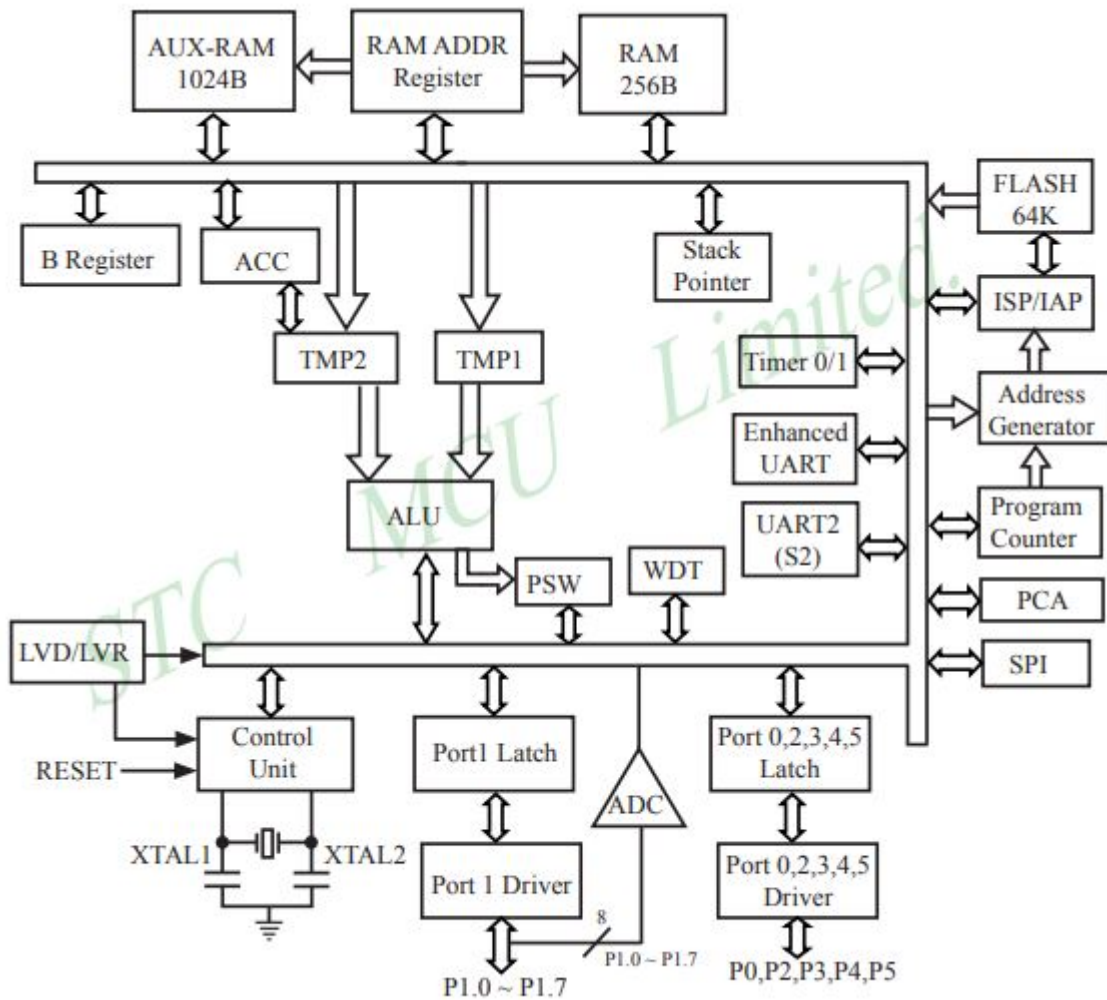 AUX-RAM
1024B
RAM ADDR
Register
RAM
256B
FLASH
64K
B Register
ACC
Stack
Pointer
ISP/IAP
TMP2
TMP1
Timer 0/1
Address
Generator
Enhanced
UART
ALU
UART2
(S2)
Program
Counter
PSW
WDT
PCA
LVD/LVR
SPI
STC MCU Limited.
Control
Unit
RESET
Port1 Latch
ADC
Port 0,2,3,4,5
Latch
XTAL1
XTAL2
Port 1 Driver
Port 0,2,3,4,5
Driver
8
P1.0 ~ P1.7
P1.0 ~ P1.7
P0,P2,P3,P4,P5